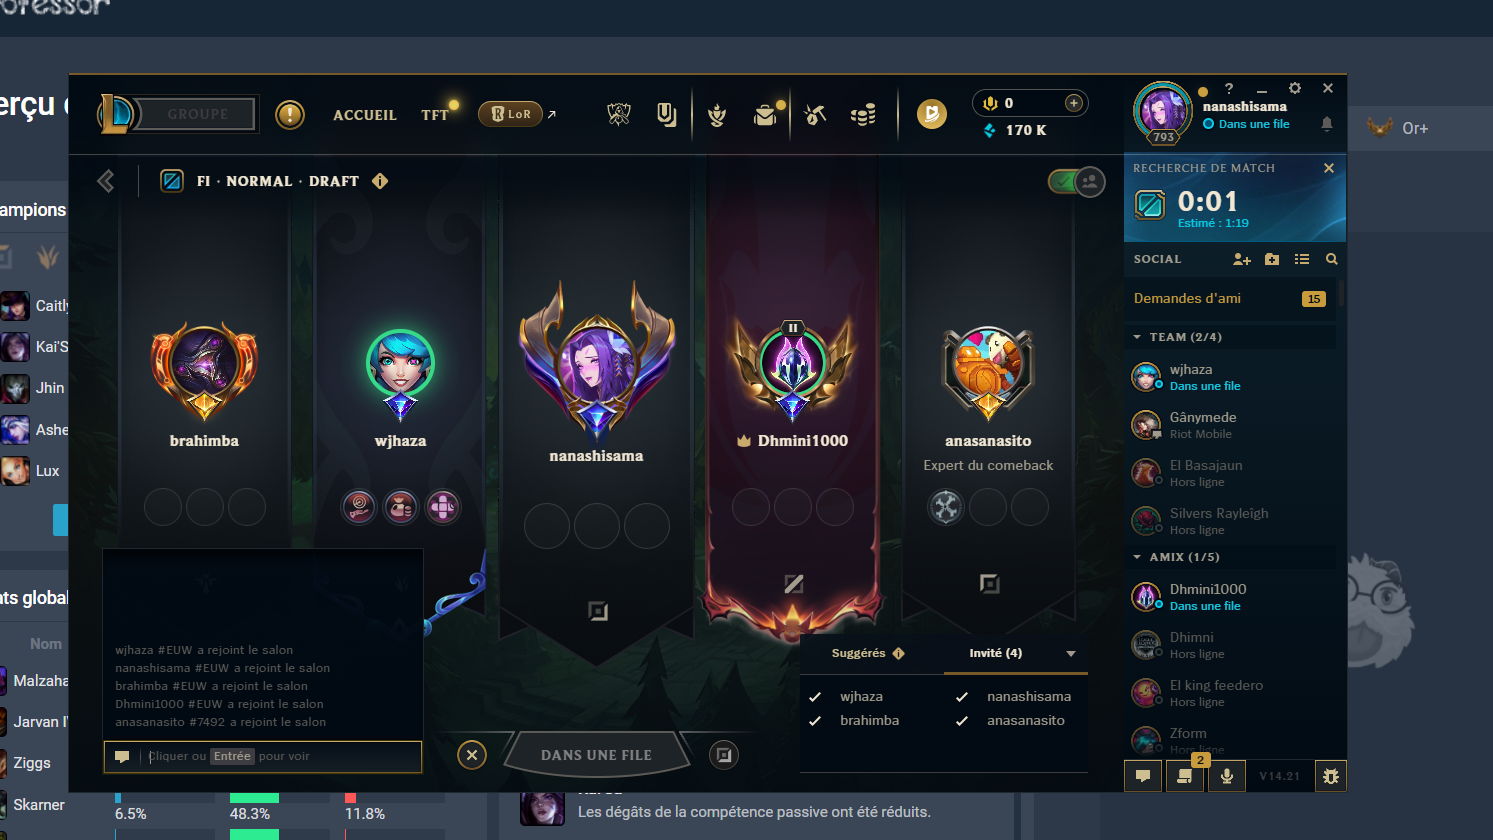 GROUPE
ACCUEIL
TFT
LoR
0
170 K
nanashisama
Dans une file
793
Or+
FI · NORMAL · DRAFT
RECHERCHE DE MATCH
0:01
Estimé : 1:19
SOCIAL
Demandes d'ami
15
TEAM (2/4)
wjhaza
Dans une file
Gânymede
Riot Mobile
El Basajaun
Hors ligne
Silvers Rayleigh
Hors ligne
AMIX (1/5)
Dhmini1000
Dans une file
Dhimni
Hors ligne
El king feedero
Hors ligne
Zform
Hors ligne
2
V14.21
brahimba
wjhaza
nanashisama
Dhmini1000
anasanasito
Expert du comeback
wjhaza #EUW a rejoint le salon
nanashisama #EUW a rejoint le salon
brahimba #EUW a rejoint le salon
Dhmini1000 #EUW a rejoint le salon
anasanasito #7492 a rejoint le salon
Cliquer ou Entrée pour voir
DANS UNE FILE
Suggérés
Invité (4)
wjhaza
nanashisama
brahimba
anasanasito
erçu
ampions
Caitly
Kai'S
Jhin
Ashe
Lux
ts global
Nom
Malzaha
Jarvan I
Ziggs
Skarner
6.5%
48.3%
11.8%
Les dégâts de la compétence passive ont été réduits.